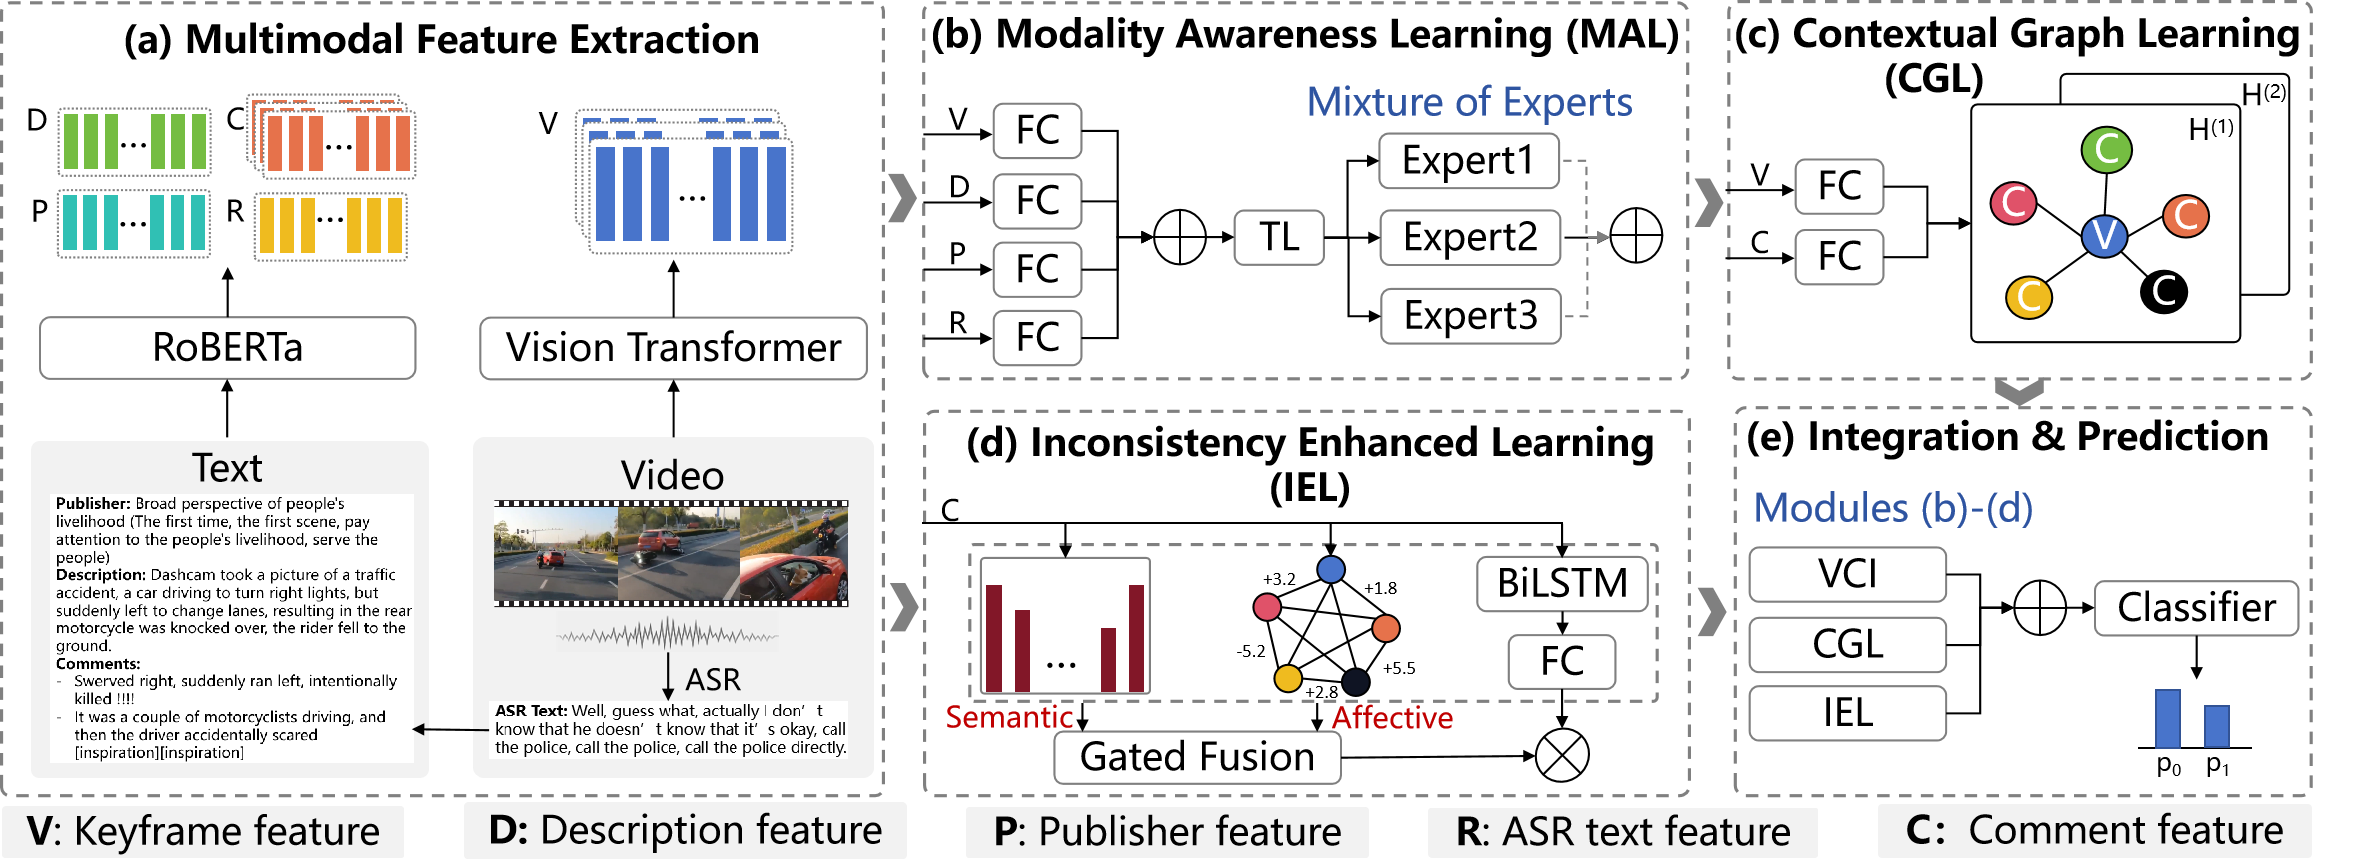 (a) Multimodal Feature Extraction
D
C
V
P
R
RoBERTa
Vision Transformer
Text
Publisher: Broad perspective of people's
livelihood (The first time, the first scene, pay
attention to the people's livelihood, serve the
people)
Description: Dashcam took a picture of a traffic
accident, a car driving to turn right lights, but
suddenly left to change lanes, resulting in the rear
motorcycle was knocked over, the rider fell to the
ground.
Comments:
- Swerved right, suddenly ran left, intentionally
killed !!!!
- It was a couple of motorcyclists driving, and
then the driver accidentally scared
[inspiration][inspiration]
Video
ASR
ASR Text: Well, guess what, actually I don’t
know that he doesn’t know that it’s okay, call
the police, call the police, call the police directly.
(b) Modality Awareness Learning (MAL)
Mixture of Experts
V
FC
D
FC
P
FC
R
FC
TL
Expert1
Expert2
Expert3
(c) Contextual Graph Learning
(CGL)
H(2)
H(1)
V
FC
C
FC
C
C
C
V
C
C
(d) Inconsistency Enhanced Learning
(IEL)
C
...
+3.2
+1.8
-5.2
+5.5
+2.8
BiLSTM
FC
Semantic
Affective
Gated Fusion
(e) Integration & Prediction
Modules (b)-(d)
VCI
CGL
IEL
Classifier
p0
p1
V: Keyframe feature
D: Description feature
P: Publisher feature
R: ASR text feature
C: Comment feature